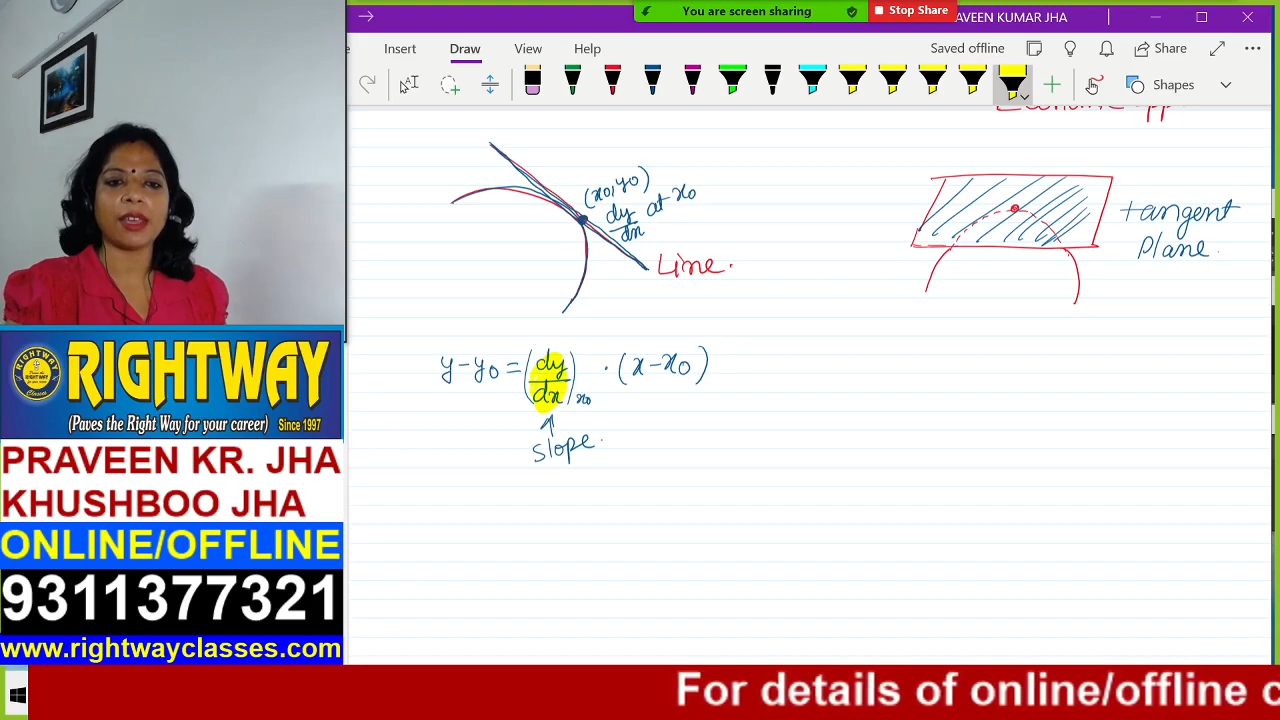 You are screen sharing
Stop Share
AVEEN KUMAR JHA
Insert
Draw
View
Help
Saved offline
Share
Shapes
(x0,y0)
dy/dx at x0
Line.
tangent
Plane.
y-y0 = (dy/dx)x0 · (x-x0)
slope.
RIGHTWAY
RIGHTWAY
Classes
(Paves the Right Way for your career) Since 1997
PRAVEEN KR. JHA
KHUSHBOO JHA
ONLINE/OFFLINE
9311377321
www.rightwayclasses.com
For details of online/offline c